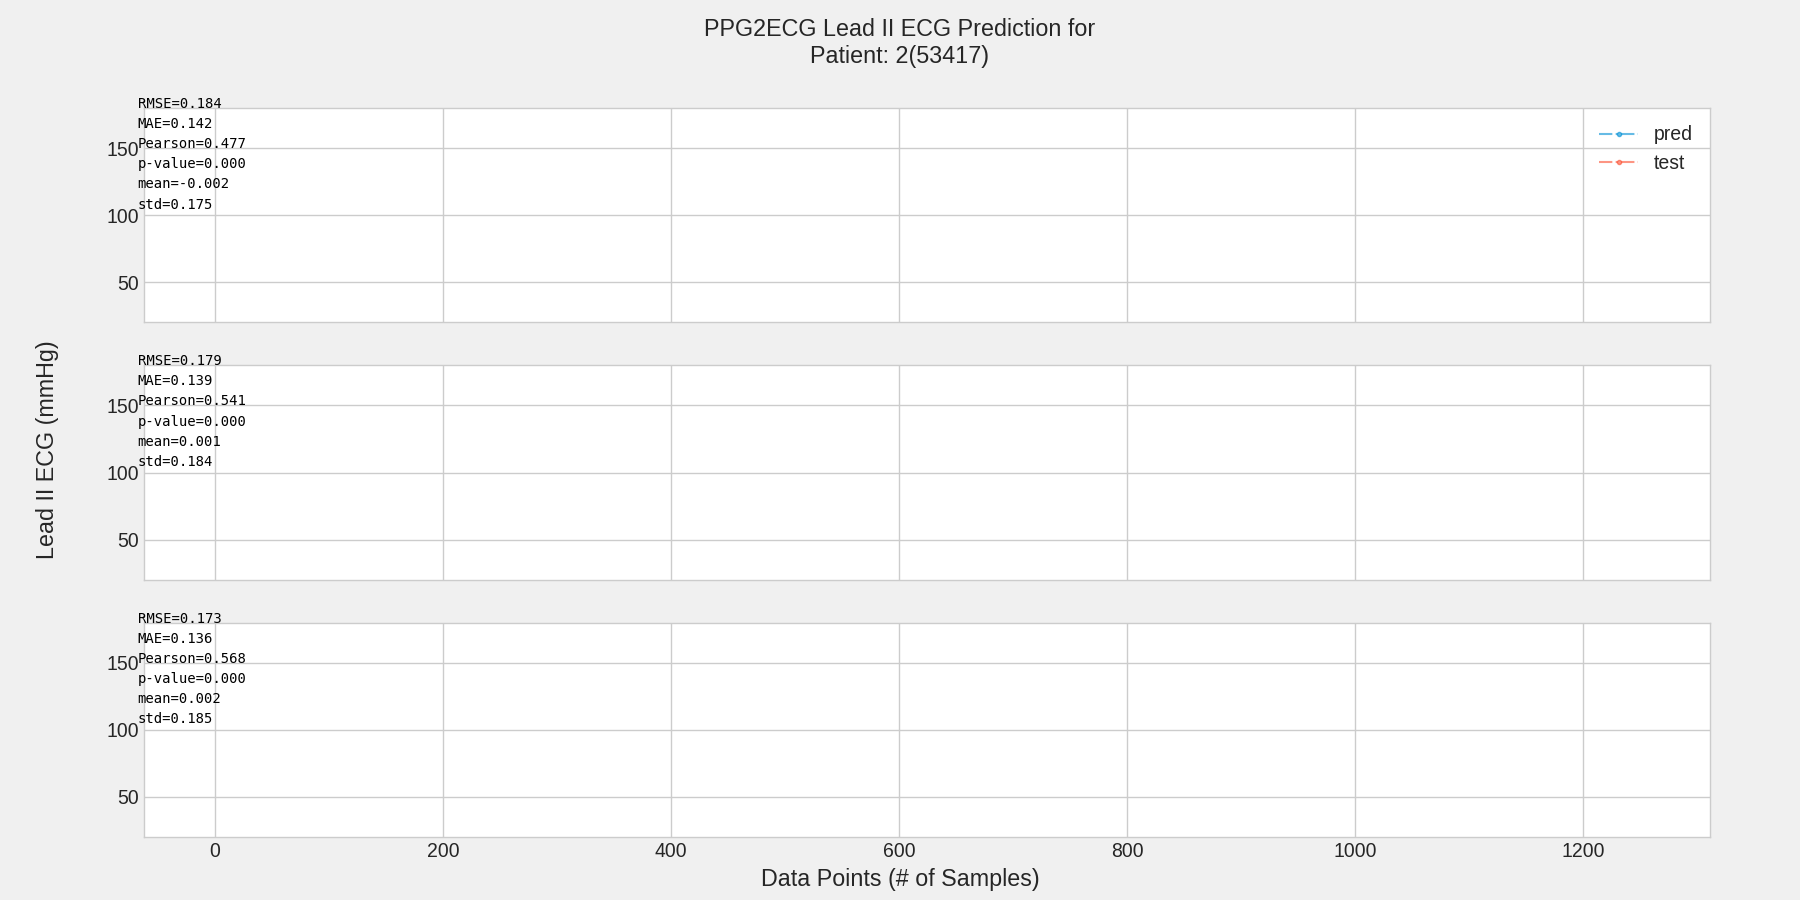 PPG2ECG Lead II ECG Prediction for
Patient: 2(53417)
RMSE=0.184
MAE=0.142
Pearson=0.477
p-value=0.000
mean=-0.002
std=0.175
150
100
50
pred
test
RMSE=0.179
MAE=0.139
Pearson=0.541
p-value=0.000
mean=0.001
std=0.184
150
100
50
Lead II ECG (mmHg)
RMSE=0.173
MAE=0.136
Pearson=0.568
p-value=0.000
mean=0.002
std=0.185
150
100
50
0 200 400 600 800 1000 1200
Data Points (# of Samples)